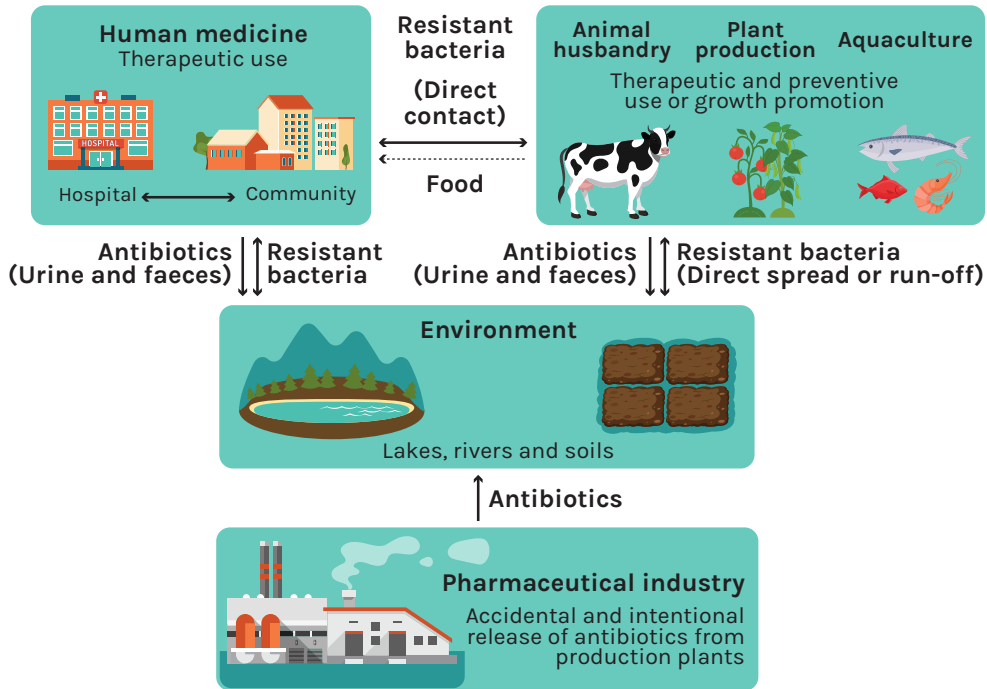 Human medicine
Therapeutic use
HOSPITAL
Hospital
Community
Resistant
bacteria
(Direct
contact)
Food
Animal
husbandry
Plant
production
Aquaculture
Therapeutic and preventive
use or growth promotion
Antibiotics
(Urine and faeces)
Resistant
bacteria
Antibiotics
(Urine and faeces)
Resistant bacteria
(Direct spread or run-off)
Environment
Lakes, rivers and soils
Antibiotics
Pharmaceutical industry
Accidental and intentional
release of antibiotics from
production plants